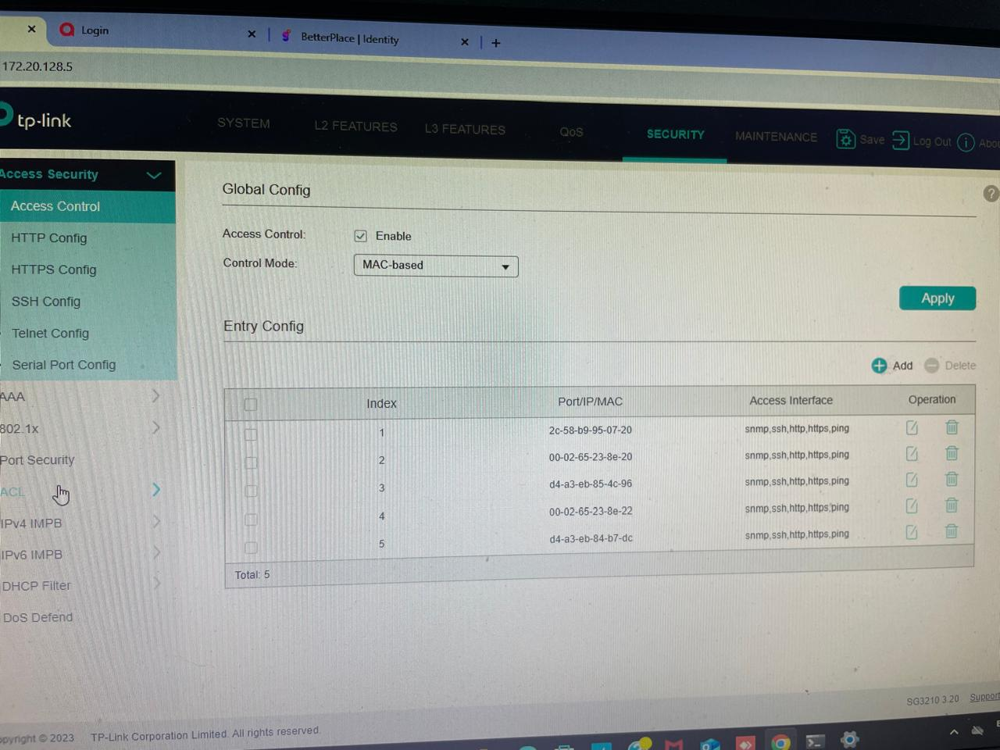 Login
BetterPlace | Identity
172.20.128.5
tp-link
SYSTEM
L2 FEATURES
L3 FEATURES
QoS
SECURITY
MAINTENANCE
Save
Log Out
Access Security
Access Control
HTTP Config
HTTPS Config
SSH Config
Telnet Config
Serial Port Config
AAA
802.1x
Port Security
ACL
IPv4 IMPB
IPv6 IMPB
DHCP Filter
DoS Defend
Global Config
Access Control: Enable
Control Mode: MAC-based
Apply
Entry Config
Add Delete
Index Port/IP/MAC Access Interface Operation
1 2c-58-b9-95-07-20 snmp,ssh,http,https,ping
2 00-02-65-23-8e-20 snmp,ssh,http,https,ping
3 d4-a3-eb-85-4c-96 snmp,ssh,http,https,ping
4 00-02-65-23-8e-22 snmp,ssh,http,https,ping
5 d4-a3-eb-84-b7-dc snmp,ssh,http,https,ping
Total: 5
SG3210 3.20 Support
opyright © 2023 TP-Link Corporation Limited. All rights reserved.